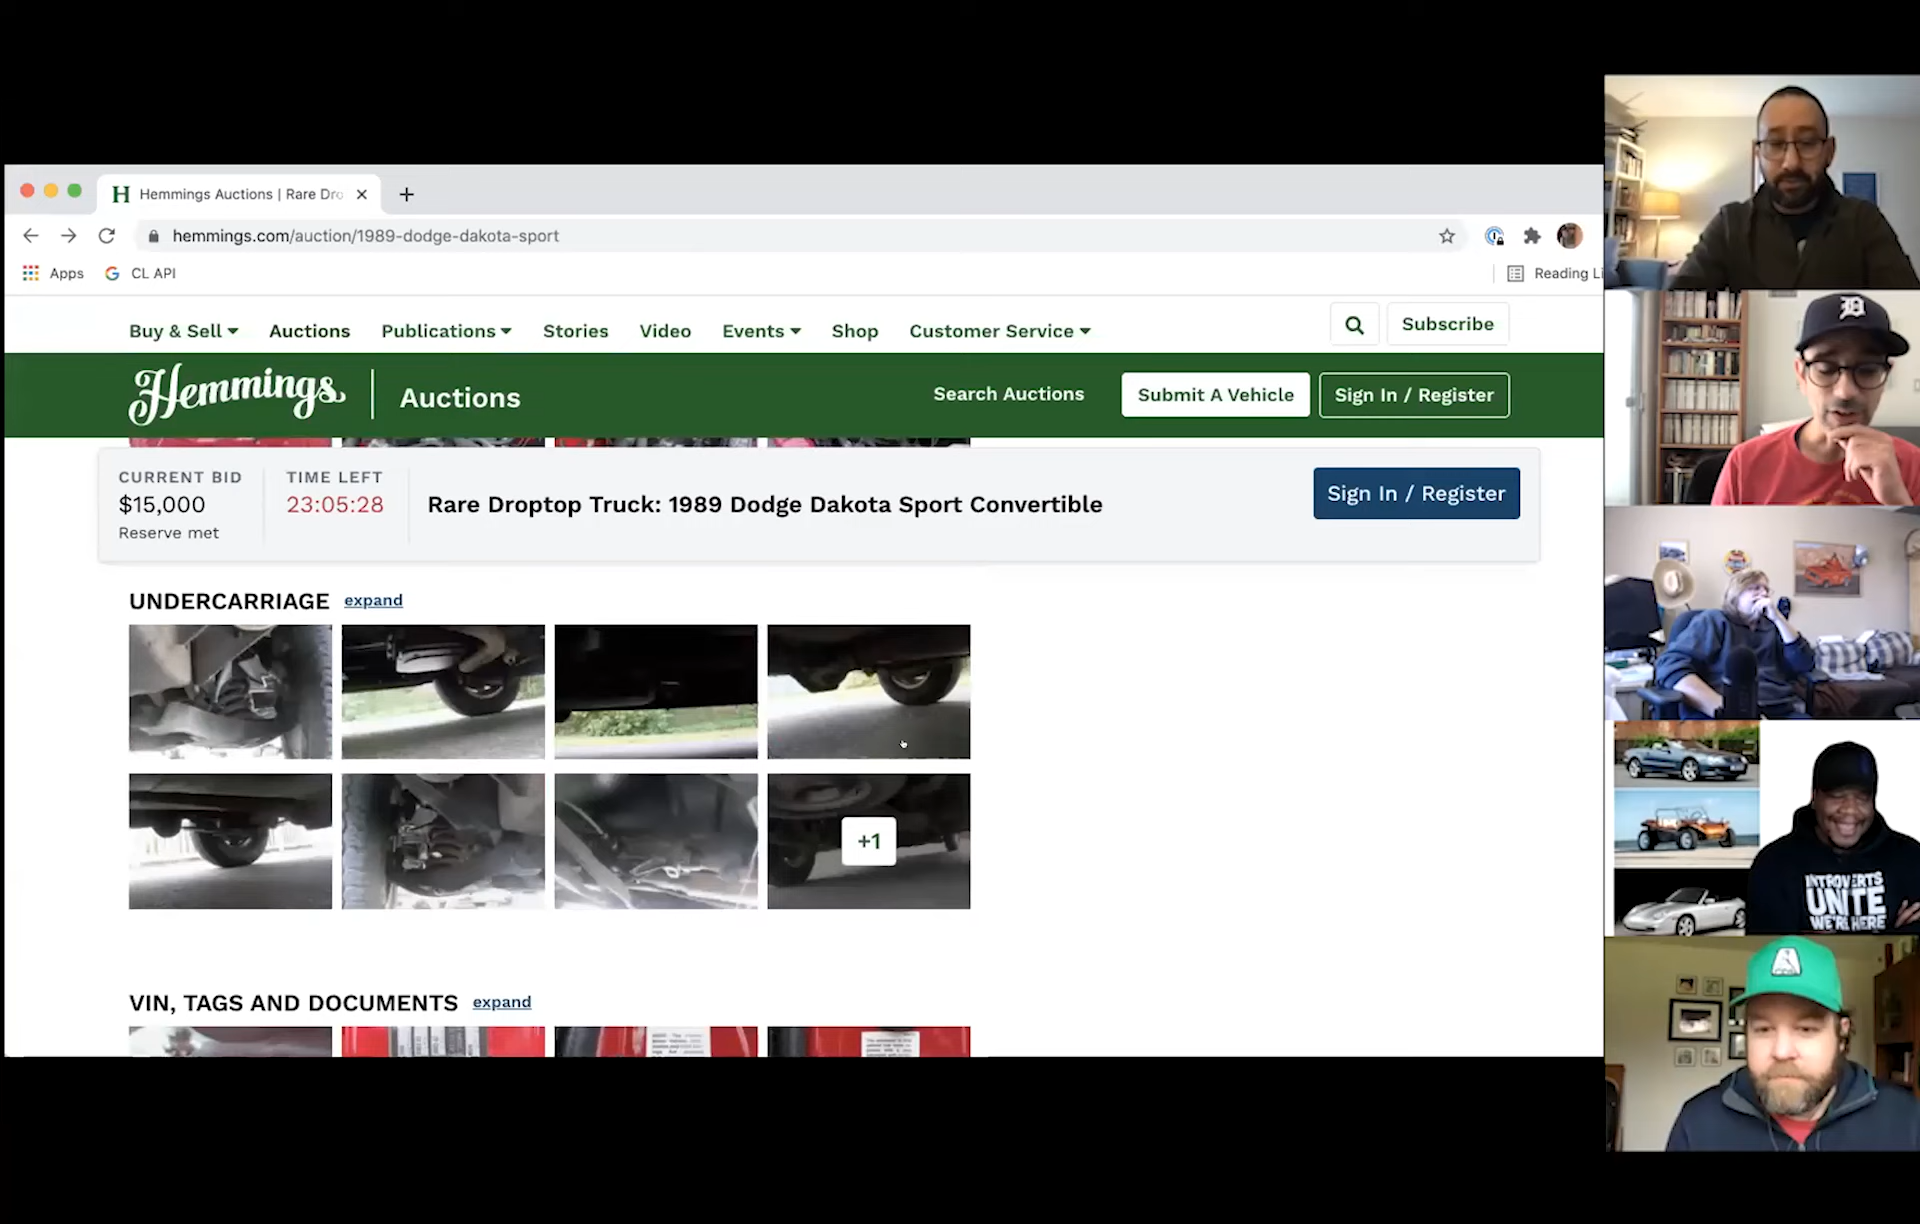 Hemmings Auctions | Rare Dro
hemmings.com/auction/1989-dodge-dakota-sport
Apps
CL API
Reading Li
Buy & Sell
Auctions
Publications
Stories
Video
Events
Shop
Customer Service
Subscribe
Hemmings
Auctions
Search Auctions
Submit A Vehicle
Sign In / Register
CURRENT BID
$15,000
Reserve met
TIME LEFT
23:05:28
Rare Droptop Truck: 1989 Dodge Dakota Sport Convertible
Sign In / Register
UNDERCARRIAGE
expand
+1
VIN, TAGS AND DOCUMENTS
expand
INTROVERTS
UNITE
WE'RE HERE